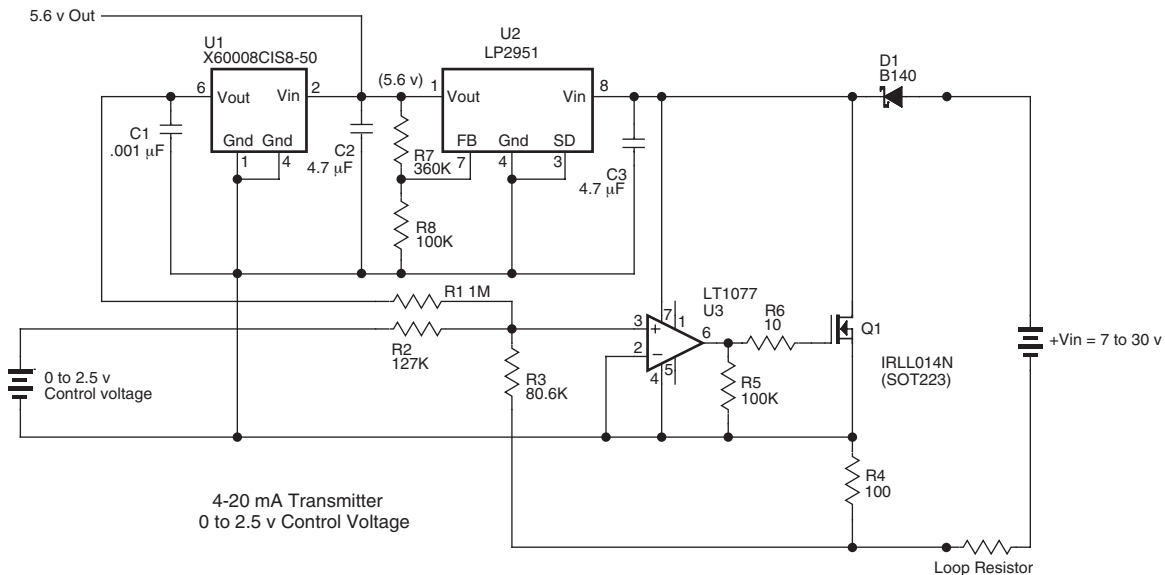 5.6 v Out
U1
X60008CIS8-50
6
Vout
Vin
2
Gnd
Gnd
1
4
C1
.001 µF
C2
4.7 µF
(5.6 v)
U2
LP2951
1
Vout
Vin
8
FB
Gnd
SD
7
4
3
R7
360K
R8
100K
C3
4.7 µF
D1
B140
R1 1M
R2
127K
R3
80.6K
0 to 2.5 v
Control voltage
LT1077
U3
3
+
2
−
7
1
6
4
5
R6
10
R5
100K
Q1
IRLL014N
(SOT223)
+Vin = 7 to 30 v
R4
100
Loop Resistor
4-20 mA Transmitter
0 to 2.5 v Control Voltage